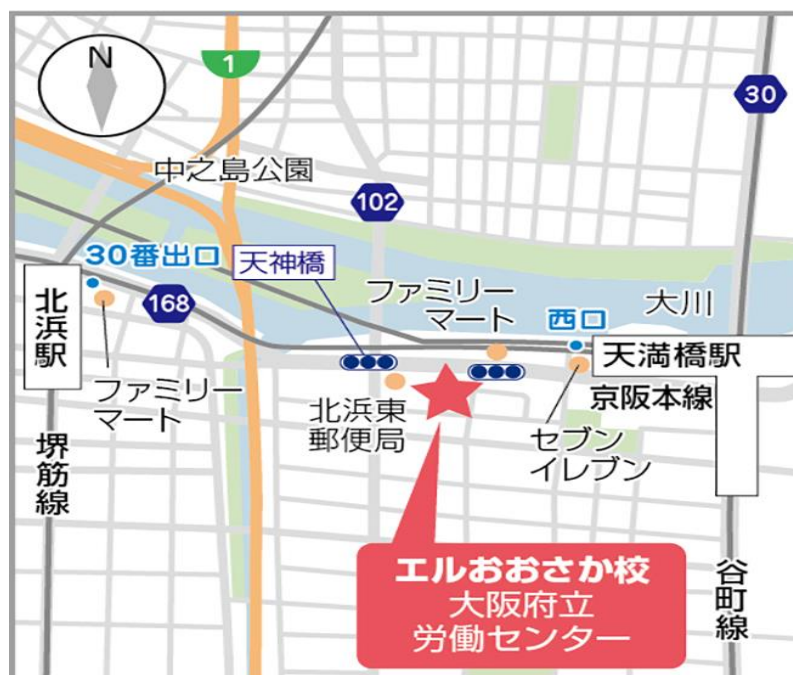 N
1
30
中之島公園
102
30番出口
天神橋
168
北浜駅
ファミリー
マート
ファミリー
マート
西口
大川
天満橋駅
京阪本線
北浜東
郵便局
セブン
イレブン
堺筋線
谷町線
エルおおさか校
大阪府立
労働センター